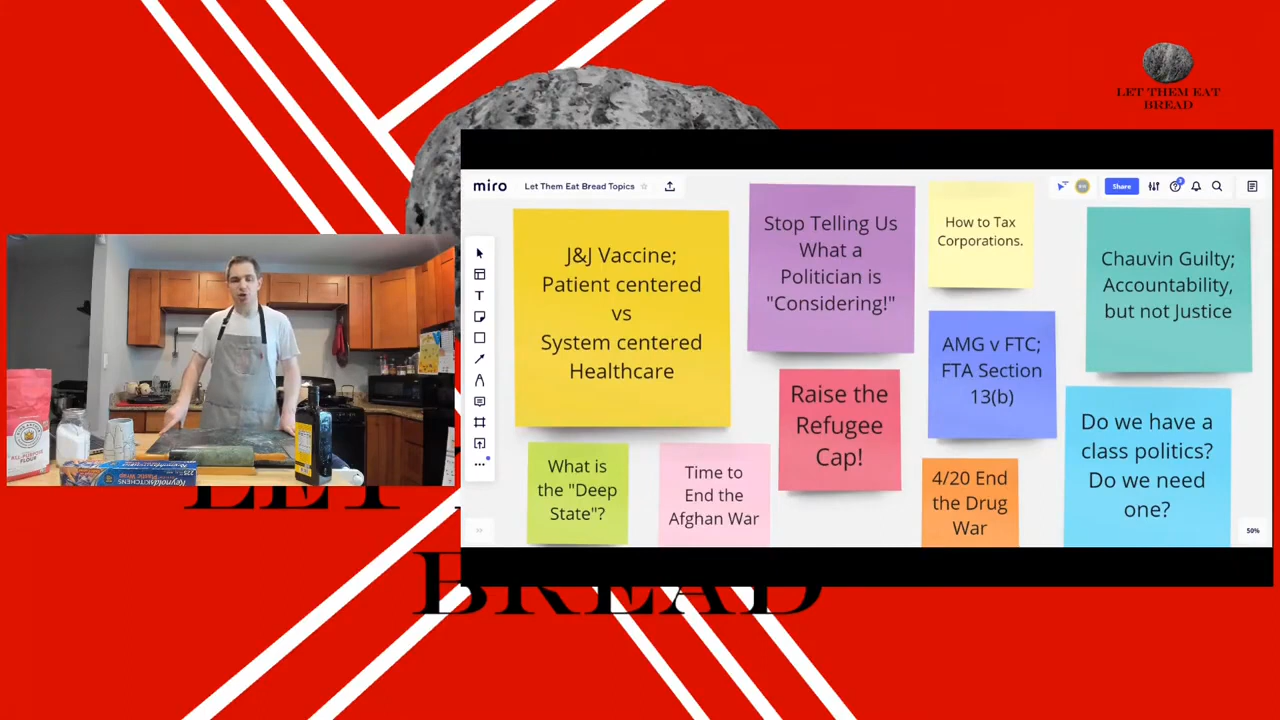 LET THEM EAT
BREAD
miro
Let Them Eat Bread Topics
Share
J&J Vaccine;
Patient centered
vs
System centered
Healthcare
Stop Telling Us
What a
Politician is
"Considering!"
How to Tax
Corporations.
Chauvin Guilty;
Accountability,
but not Justice
AMG v FTC;
FTA Section
13(b)
Raise the
Refugee
Cap!
Do we have a
class politics?
Do we need
one?
What is
the "Deep
State"?
Time to
End the
Afghan War
4/20 End
the Drug
War
50%
Reynolds KITCHENS
LET
BREAD